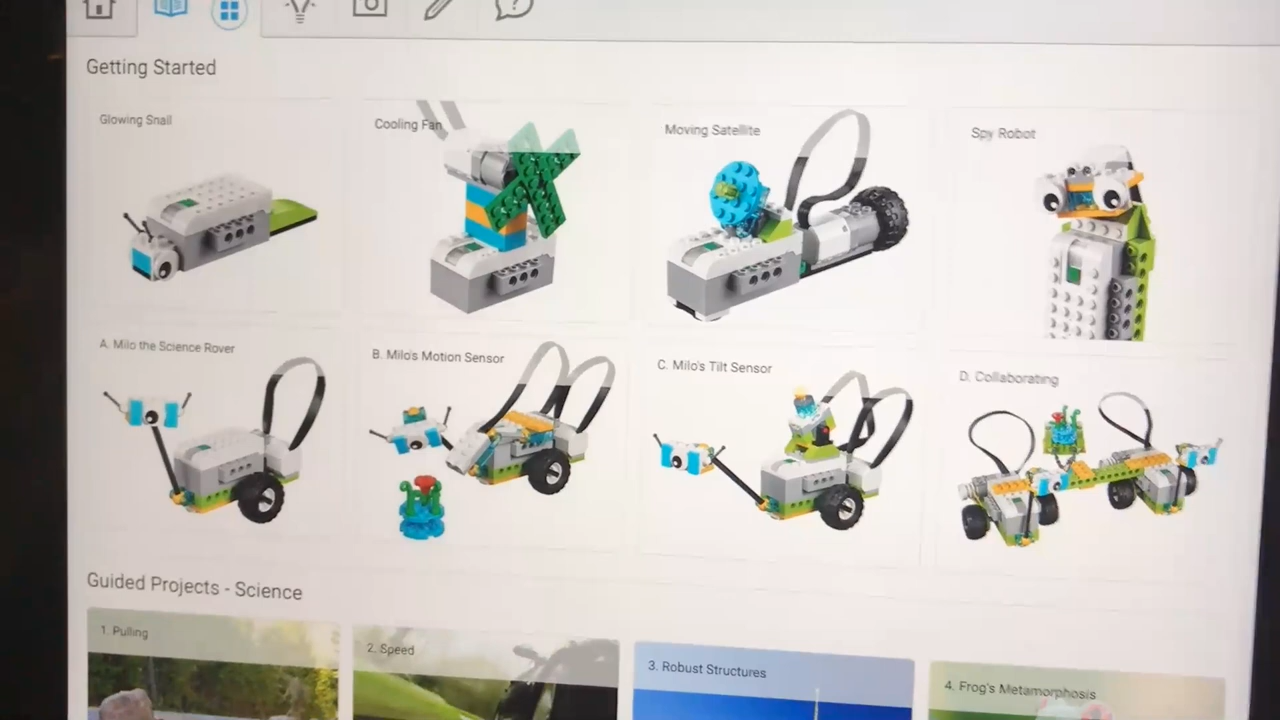 Getting Started
Glowing Snail
Cooling Fan
Moving Satellite
Spy Robot
A. Milo the Science Rover
B. Milo's Motion Sensor
C. Milo's Tilt Sensor
D. Collaborating
Guided Projects - Science
1. Pulling
2. Speed
3. Robust Structures
4. Frog's Metamorphosis